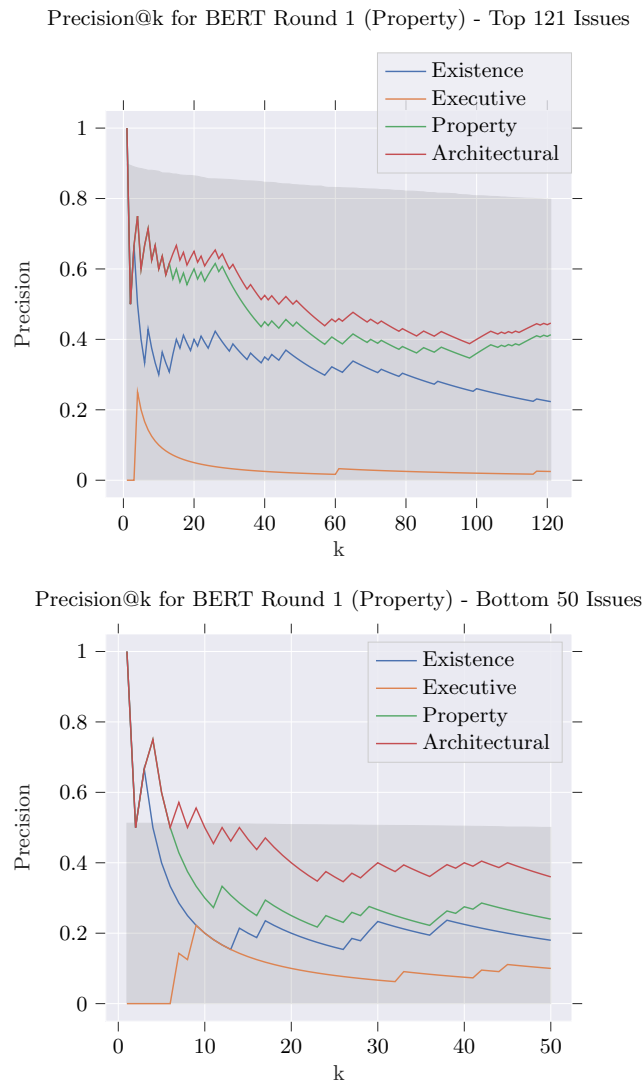 Precision@k for BERT Round 1 (Property) - Top 121 Issues
Existence
Executive
Property
Architectural
1
0.8
0.6
0.4
0.2
0
Precision
0 20 40 60 80 100 120
k
Precision@k for BERT Round 1 (Property) - Bottom 50 Issues
Existence
Executive
Property
Architectural
1
0.8
0.6
0.4
0.2
0
Precision
0 10 20 30 40 50
k